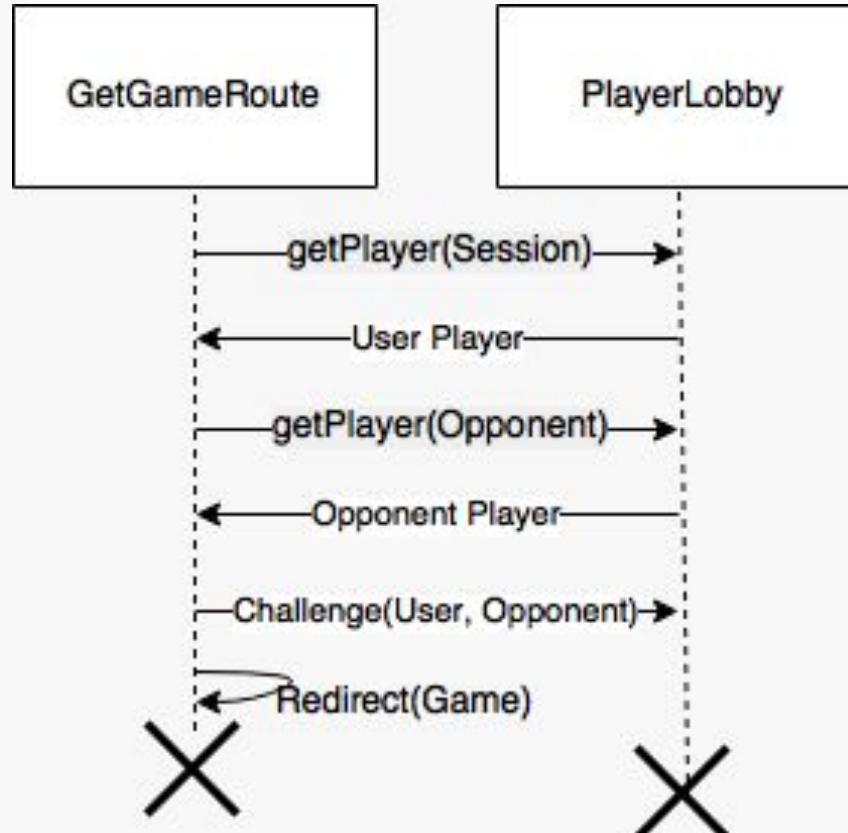 GetGameRoute
PlayerLobby
getPlayer(Session)
User Player
getPlayer(Opponent)
Opponent Player
Challenge(User, Opponent)
Redirect(Game)